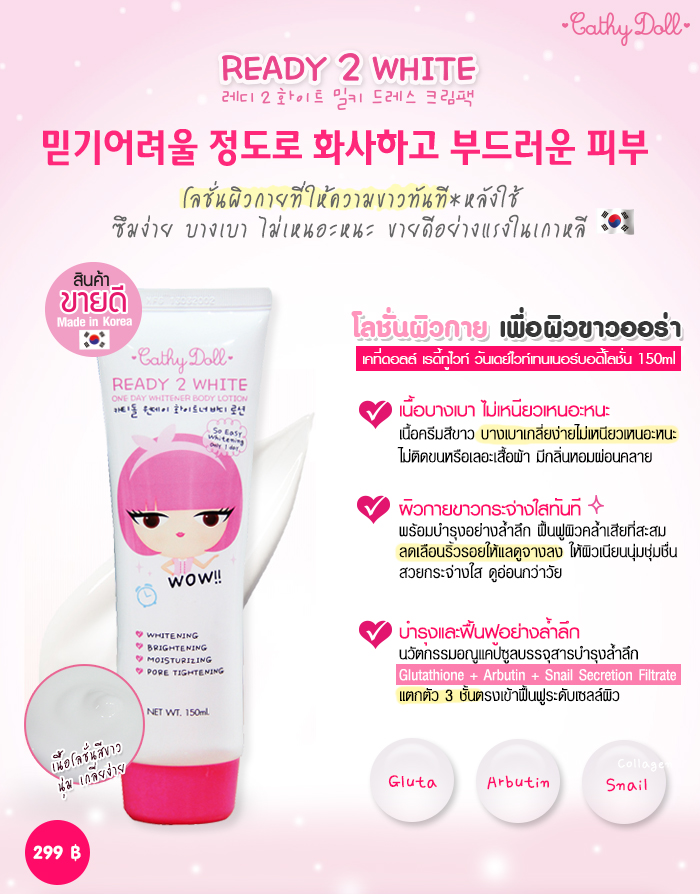 Cathy Doll
READY 2 WHITE
레디 2 화이트 밀키 드레스 크림팩
믿기어려울 정도로 화사하고 부드러운 피부
โลชั่นผิวกายที่ให้ความขาวทันที*หลังใช้
ซึมง่าย บางเบา ไม่เหนอะหนะ ขายดีอย่างแรงในเกาหลี
สินค้า
ขายดี
Made in Korea
Cathy Doll
READY 2 WHITE
ONE DAY WHITENER BODY LOTION
카티돌 원데이 화이트너 바디 로션
So Easy
Whitening
Only 1 day
WOW!!
WHITENING
BRIGHTENING
MOISTURIZING
PORE TIGHTENING
NET WT. 150ml.
เนื้อโลชั่นสีขาว
นุ่ม เกลี่ยง่าย
299 ฿
โลชั่นผิวกาย เพื่อผิวขาวออร่า
เคที่ดอลล์ เรดี้ทูไวท์ วันเดย์ไวท์เทนเนอร์บอดี้โลชั่น 150ml
เนื้อบางเบา ไม่เหนียวเหนอะหนะ
เนื้อครีมสีขาว บางเบาเกลี่ยง่ายไม่เหนียวเหนอะหนะ
ไม่ติดขนหรือเลอะเสื้อผ้า มีกลิ่นหอมผ่อนคลาย
ผิวกายขาวกระจ่างใสทันที
พร้อมบำรุงอย่างล้ำลึก ฟื้นฟูผิวคล้ำเสียที่สะสม
ลดเลือนริ้วรอยให้แลดูจางลง ให้ผิวเนียนนุ่มชุ่มชื่น
สวยกระจ่างใส ดูอ่อนกว่าวัย
บำรุงและฟื้นฟูอย่างล้ำลึก
นวัตกรรมอณูแคปซูลบรรจุสารบำรุงล้ำลึก
Glutathione + Arbutin + Snail Secretion Filtrate
แตกตัว 3 ชั้นตรงเข้าฟื้นฟูระดับเซลล์ผิว
Gluta
Arbutin
Collagen
Snail